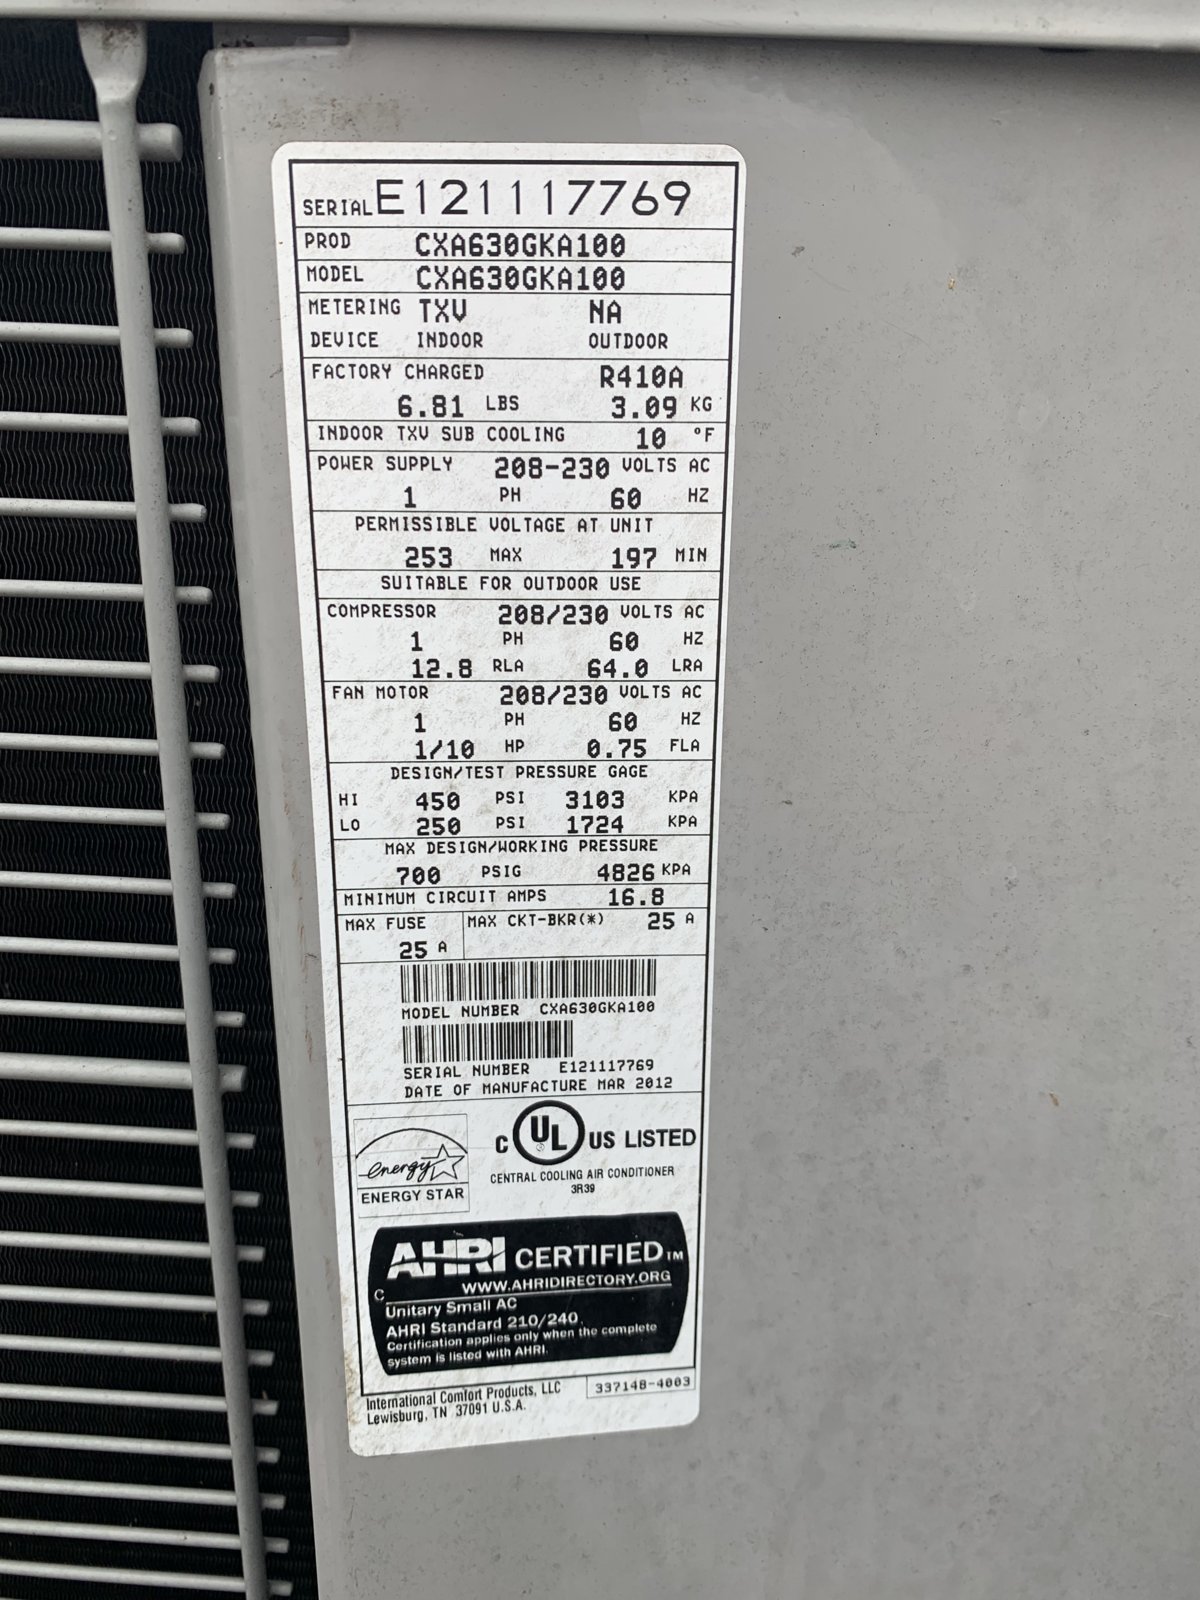 SERIAL E121117769
PROD CXA630GKA100
MODEL CXA630GKA100
METERING TXV NA
DEVICE INDOOR OUTDOOR
FACTORY CHARGED R410A
6.81 LBS 3.09 KG
INDOOR TXV SUB COOLING 10 °F
POWER SUPPLY 208-230 VOLTS AC
1 PH 60 HZ
PERMISSIBLE VOLTAGE AT UNIT
253 MAX 197 MIN
SUITABLE FOR OUTDOOR USE
COMPRESSOR 208/230 VOLTS AC
1 PH 60 HZ
12.8 RLA 64.0 LRA
FAN MOTOR 208/230 VOLTS AC
1 PH 60 HZ
1/10 HP 0.75 FLA
DESIGN/TEST PRESSURE GAGE
HI 450 PSI 3103 KPA
LO 250 PSI 1724 KPA
MAX DESIGN/WORKING PRESSURE
700 PSIG 4826 KPA
MINIMUM CIRCUIT AMPS 16.8
MAX FUSE MAX CKT-BKR(*) 25 A
25 A
MODEL NUMBER CXA630GKA100
SERIAL NUMBER E121117769
DATE OF MANUFACTURE MAR 2012
energy
ENERGY STAR
C UL US LISTED
CENTRAL COOLING AIR CONDITIONER
3R39
AHRI CERTIFIED TM
WWW.AHRIDIRECTORY.ORG
C
Unitary Small AC
AHRI Standard 210/240.
Certification applies only when the complete
system is listed with AHRI.
International Comfort Products, LLC 337148-4003
Lewisburg, TN 37091 U.S.A.